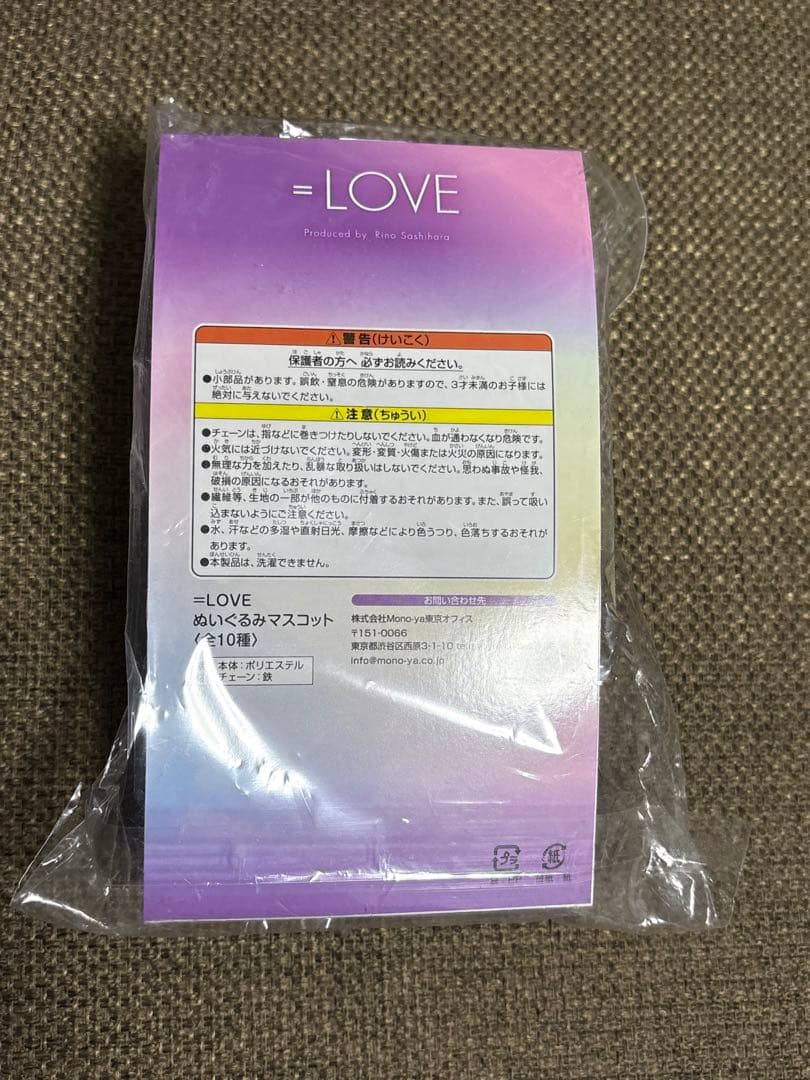 =LOVE
Produced by Rino Sashihara
⚠警告(けいこく)
保護者の方へ 必ずお読みください。
●小部品があります。誤飲・窒息の危険がありますので、3才未満のお子様には
絶対に与えないでください。
⚠注意(ちゅうい)
●チェーンは、指などに巻きつけたりしないでください。血が通わなくなり危険です。
●火気には近づけないでください。変形・変質・火傷または火災の原因になります。
●無理な力を加えたり、乱暴な取り扱いはしないでください。思わぬ事故や怪我、
破損の原因になるおそれがあります。
●繊維等、生地の一部が他のものに付着するおそれがあります。また、誤って吸い
込まないようにご注意ください。
●水、汗などの多湿や直射日光、摩擦などにより色うつり、色落ちするおそれが
あります。
●本製品は、洗濯できません。
=LOVE
ぬいぐるみマスコット
〈全10種〉
本体:ポリエステル
チェーン:鉄
お問い合わせ先
株式会社Mono-ya東京オフィス
〒151-0066
東京都渋谷区西原3-1-10
info@mono-ya.co.jp
プラ
紙